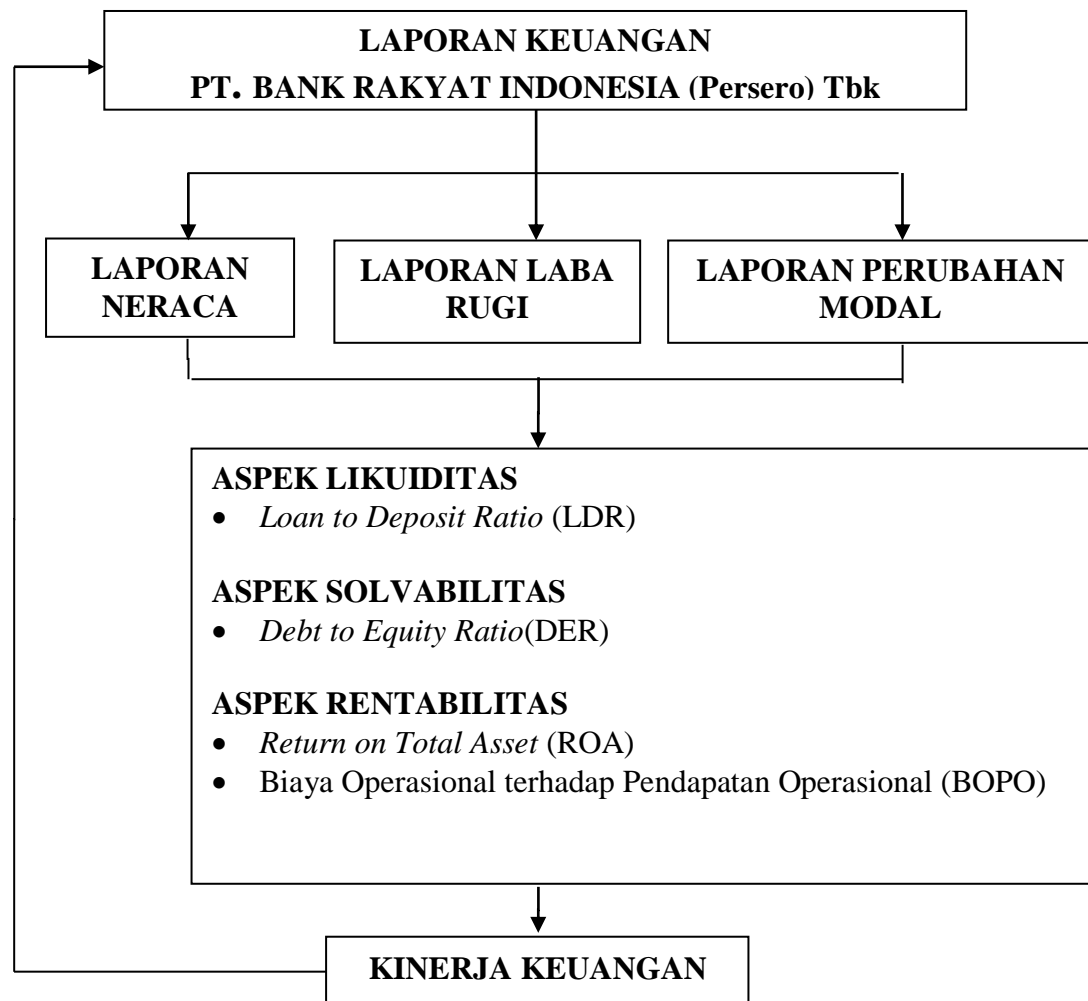 LAPORAN KEUANGAN
PT. BANK RAKYAT INDONESIA (Persero) Tbk
LAPORAN
NERACA
LAPORAN LABA
RUGI
LAPORAN PERUBAHAN
MODAL
ASPEK LIKUIDITAS
• Loan to Deposit Ratio (LDR)
ASPEK SOLVABILITAS
• Debt to Equity Ratio(DER)
ASPEK RENTABILITAS
• Return on Total Asset (ROA)
• Biaya Operasional terhadap Pendapatan Operasional (BOPO)
KINERJA KEUANGAN